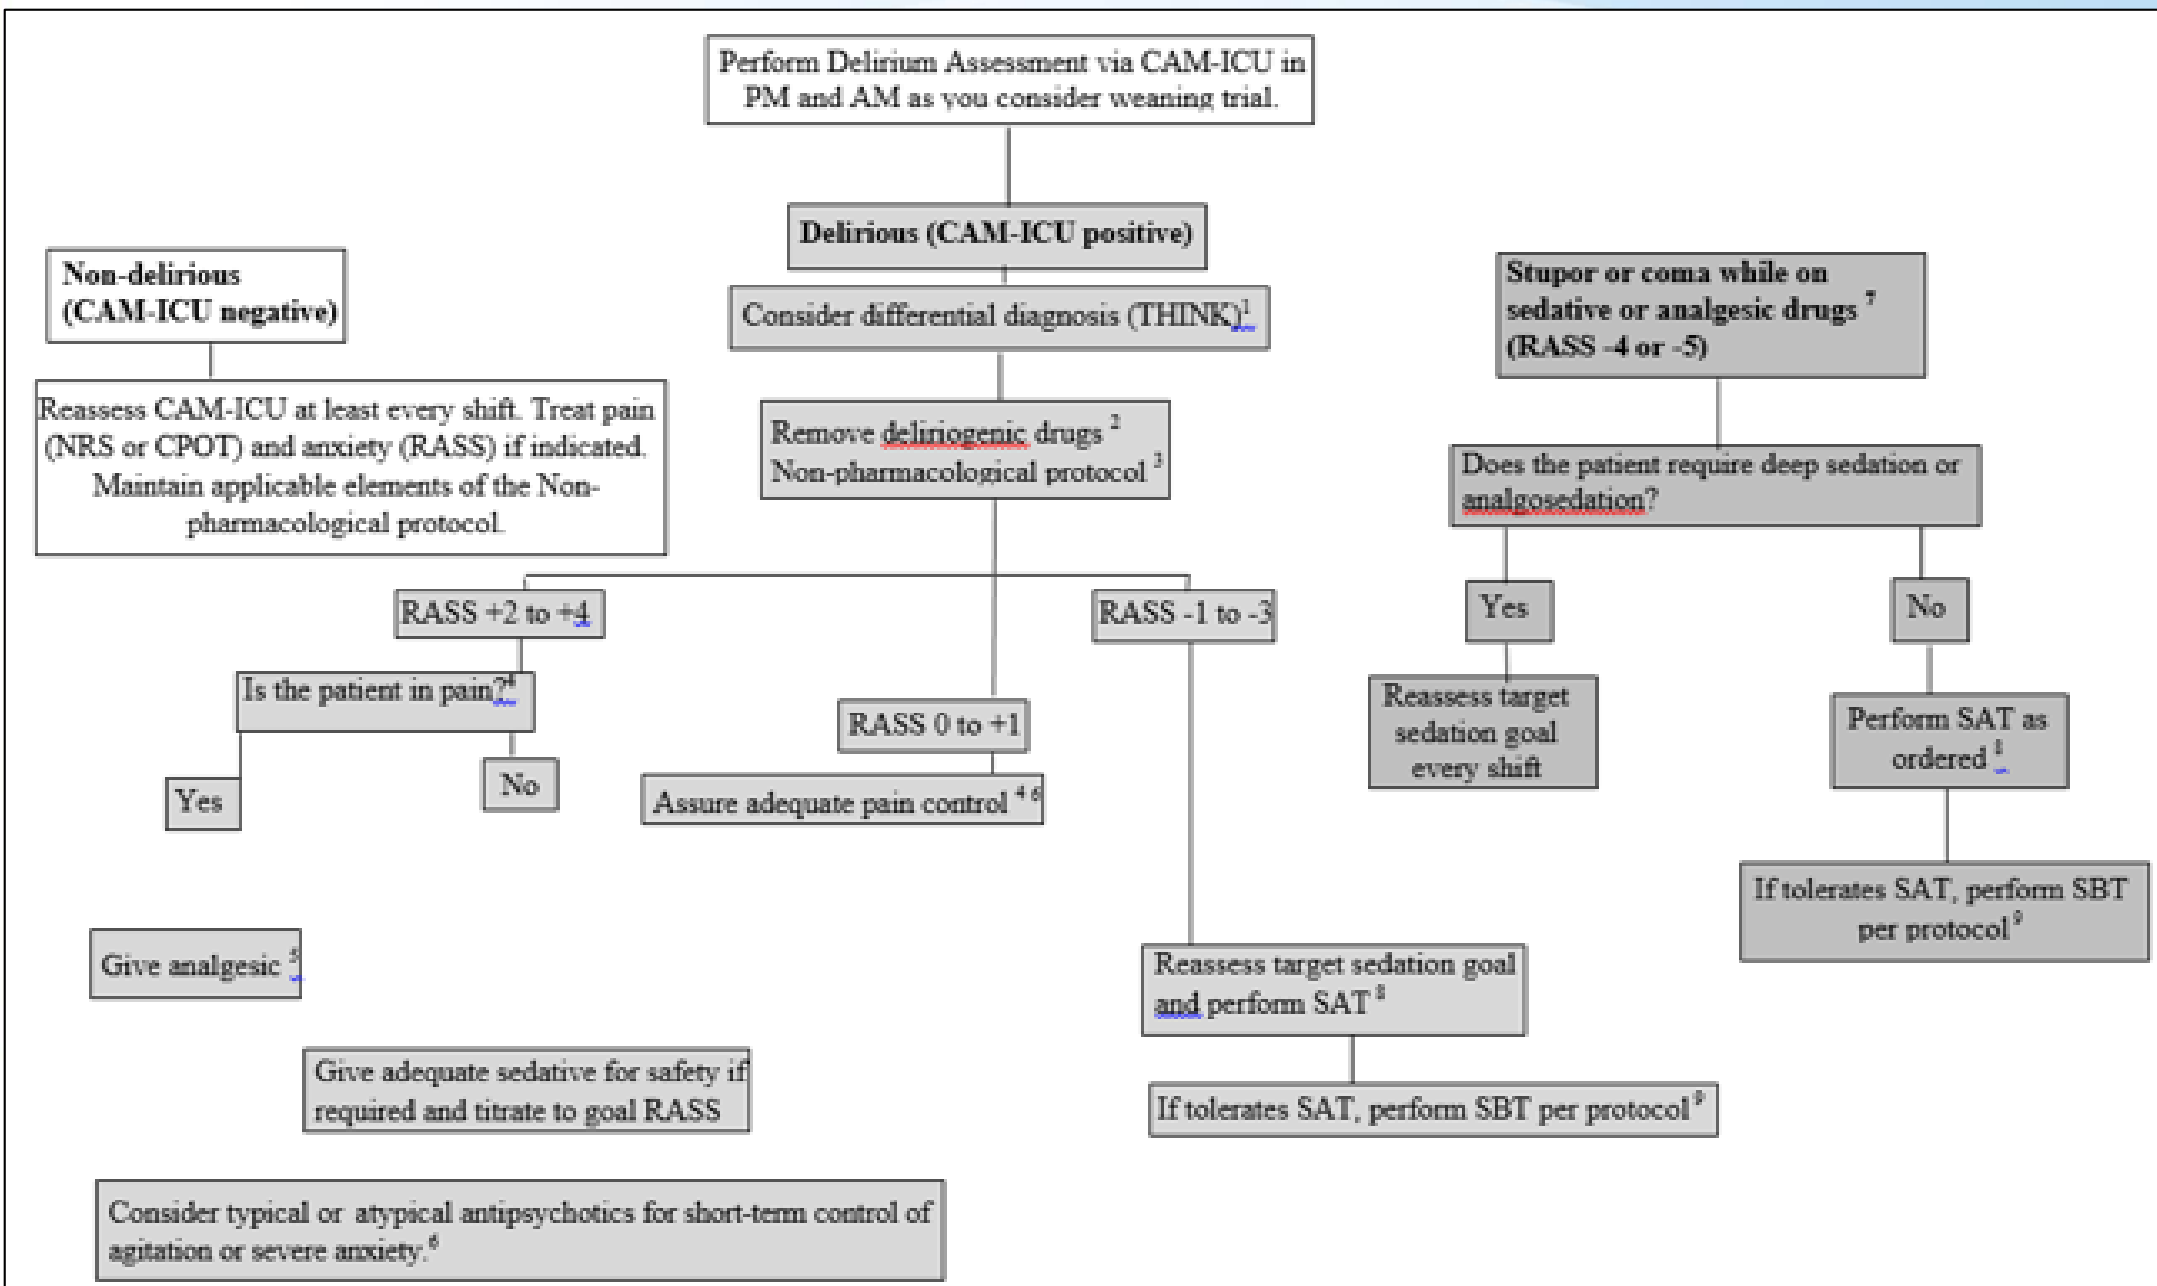 Perform Delirium Assessment via CAM-ICU in
PM and AM as you consider weaning trial.
Delirious (CAM-ICU positive)
Non-delirious
(CAM-ICU negative)
Stupor or coma while on
sedative or analgesic drugs 7
(RASS -4 or -5)
Consider differential diagnosis (THINK)1
Reassess CAM-ICU at least every shift. Treat pain
(NRS or CPOT) and anxiety (RASS) if indicated.
Maintain applicable elements of the Non-
pharmacological protocol.
Remove deliriogenic drugs 2
Non-pharmacological protocol 3
Does the patient require deep sedation or
analgosedation?
RASS +2 to +4
RASS -1 to -3
Yes
No
Is the patient in pain?4
RASS 0 to +1
Reassess target
sedation goal
every shift
Perform SAT as
ordered 8
Yes
No
Assure adequate pain control 4 6
If tolerates SAT, perform SBT
per protocol 9
Give analgesic 5
Reassess target sedation goal
and perform SAT 8
Give adequate sedative for safety if
required and titrate to goal RASS
If tolerates SAT, perform SBT per protocol 9
Consider typical or atypical antipsychotics for short-term control of
agitation or severe anxiety.6